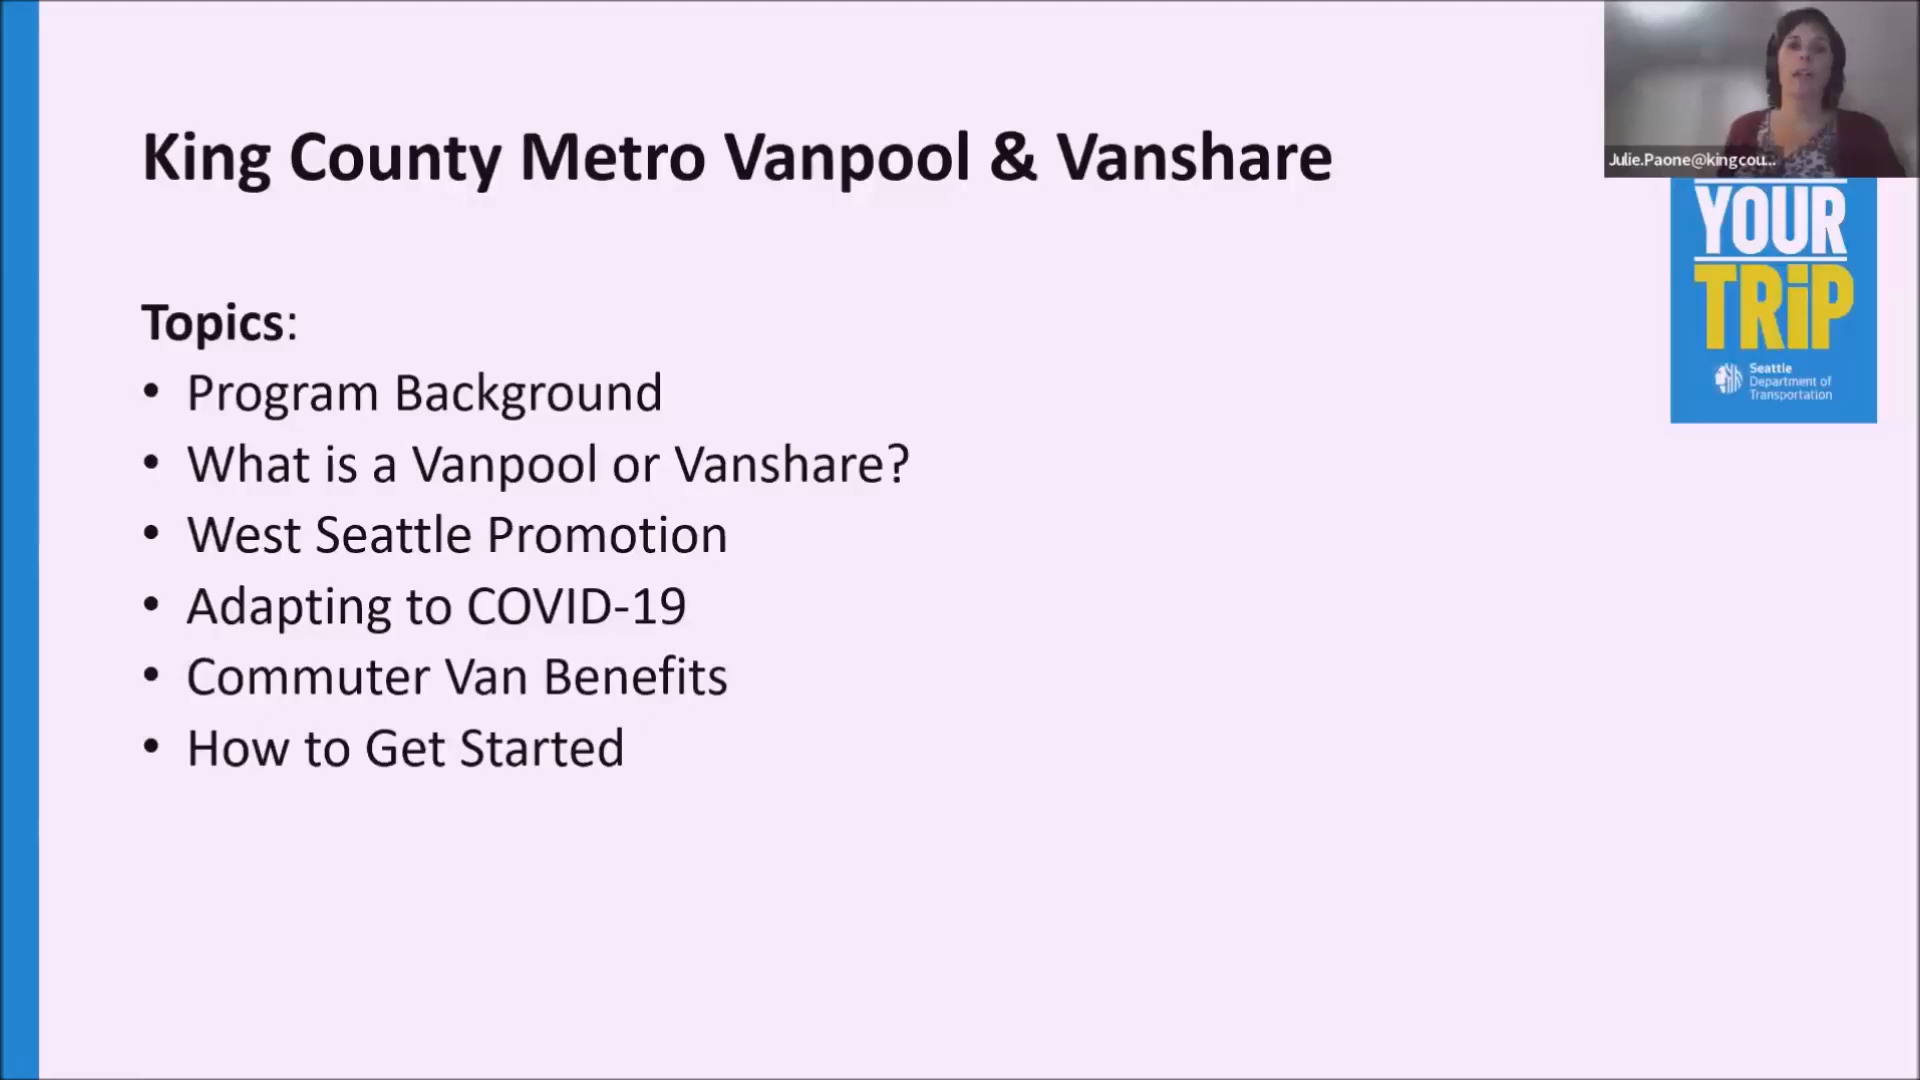 King County Metro Vanpool & Vanshare
Julie.Paone@kingcou...
YOUR
TRiP
Seattle
Department of
Transportation
Topics:
• Program Background
• What is a Vanpool or Vanshare?
• West Seattle Promotion
• Adapting to COVID-19
• Commuter Van Benefits
• How to Get Started